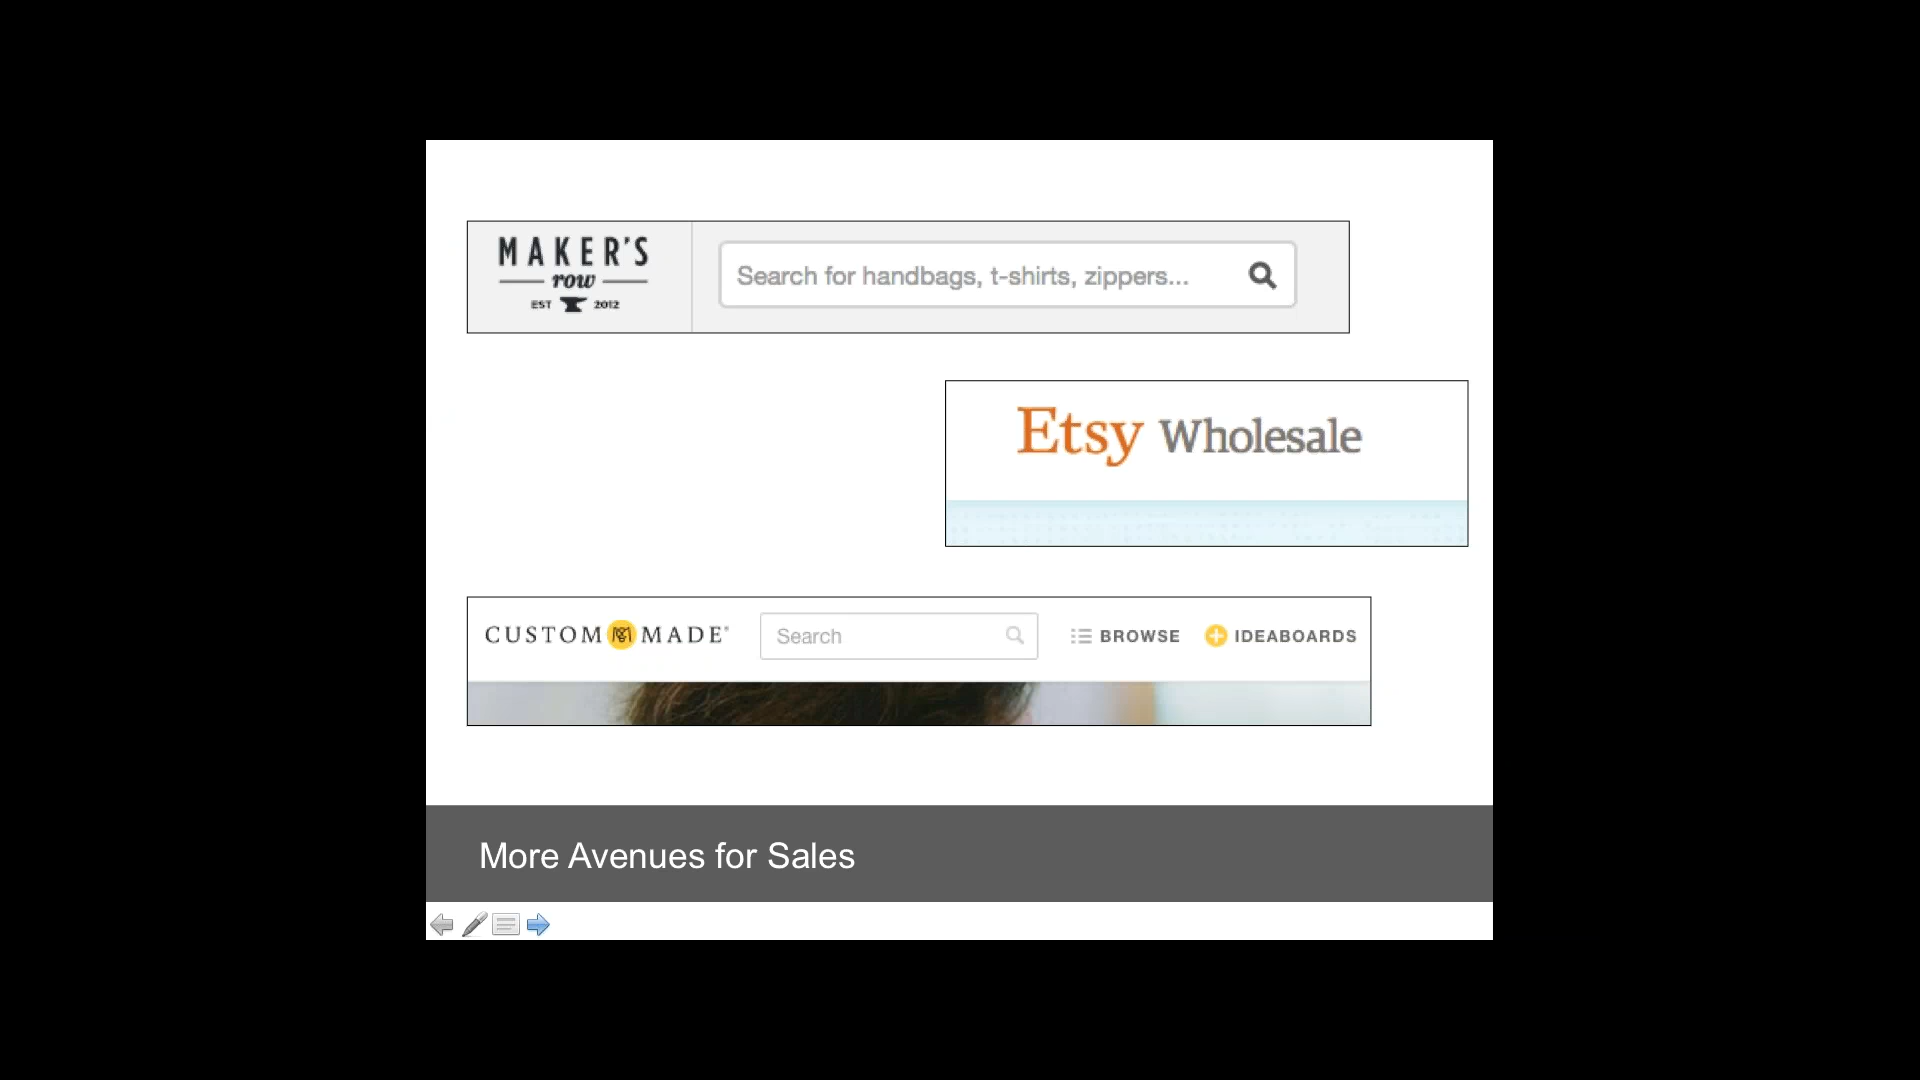 MAKER'S
row
EST 2012
Search for handbags, t-shirts, zippers...
Etsy Wholesale
CUSTOM MADE®
Search
BROWSE
IDEABOARDS
More Avenues for Sales